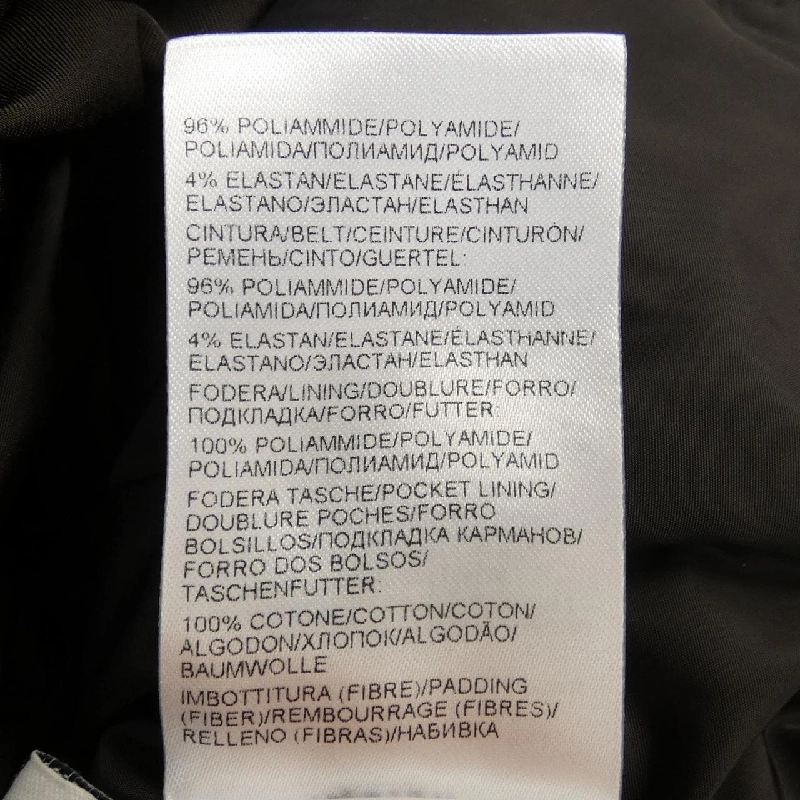 96% POLIAMMIDE/POLYAMIDE/
POLIAMIDA/ПОЛИАМИД/POLYAMID
4% ELASTAN/ELASTANE/ÉLASTHANNE/
ELASTANO/ЭЛАСТАН/ELASTHAN
CINTURA/BELT/CEINTURE/CINTURÓN/
РЕМЕНЬ/CINTO/GUERTEL:
96% POLIAMMIDE/POLYAMIDE/
POLIAMIDA/ПОЛИАМИД/POLYAMID
4% ELASTAN/ELASTANE/ÉLASTHANNE/
ELASTANO/ЭЛАСТАН/ELASTHAN
FODERA/LINING/DOUBLURE/FORRO/
ПОДКЛАДКА/FORRO/FUTTER:
100% POLIAMMIDE/POLYAMIDE/
POLIAMIDA/ПОЛИАМИД/POLYAMID
FODERA TASCHE/POCKET LINING/
DOUBLURE POCHES/FORRO
BOLSILLOS/ПОДКЛАДКА КАРМАНОВ/
FORRO DOS BOLSOS/
TASCHENFUTTER:
100% COTONE/COTTON/COTON/
ALGODON/ХЛОПОК/ALGODÃO/
BAUMWOLLE
IMBOTTITURA (FIBRE)/PADDING
(FIBER)/REMBOURRAGE (FIBRES)/
RELLENO (FIBRAS)/НАБИВКА